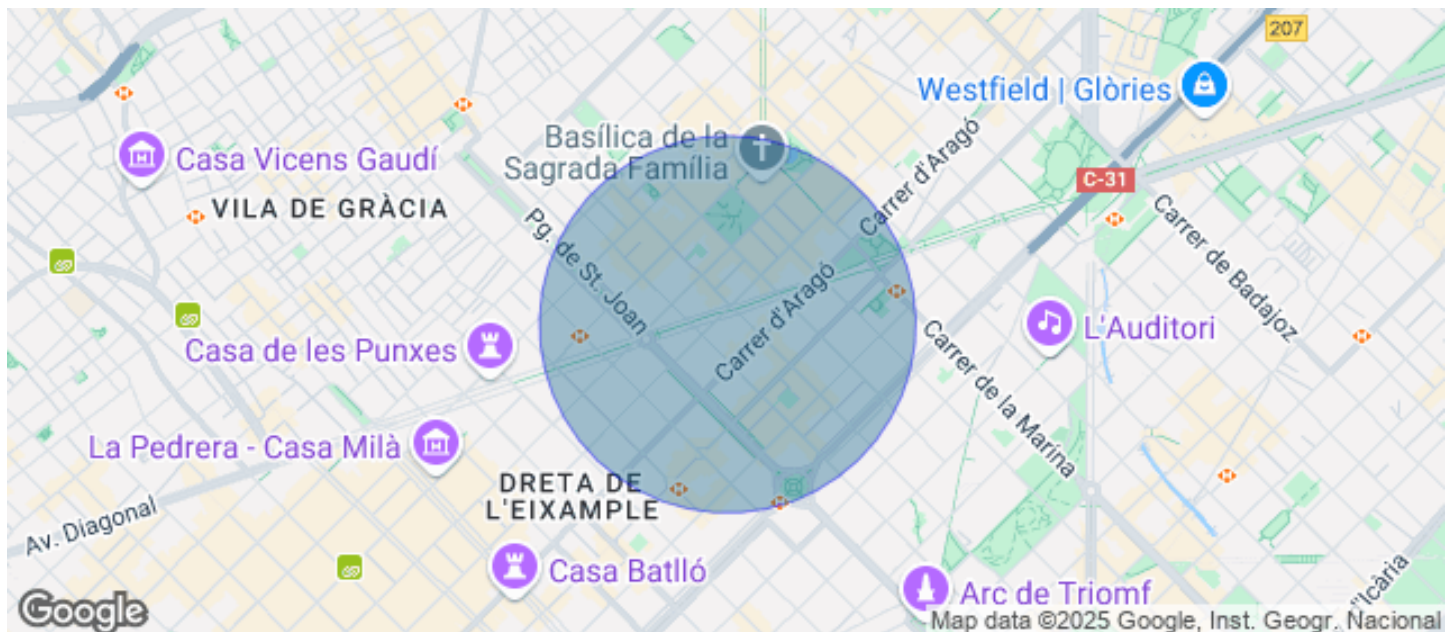 207
Westfield | Glòries
Basílica de la
Sagrada Família
Carrer d'Aragó
Casa Vicens Gaudí
C-31
VILA DE GRÀCIA
Pg. de St. Joan
Carrer de Badajoz
Carrer d'Aragó
L'Auditori
Casa de les Punxes
Carrer de la Marina
La Pedrera - Casa Milà
DRETA DE
L'EIXAMPLE
Av. Diagonal
Casa Batlló
Arc de Triomf
Google
Map data ©2025 Google, Inst. Geogr. Nacional